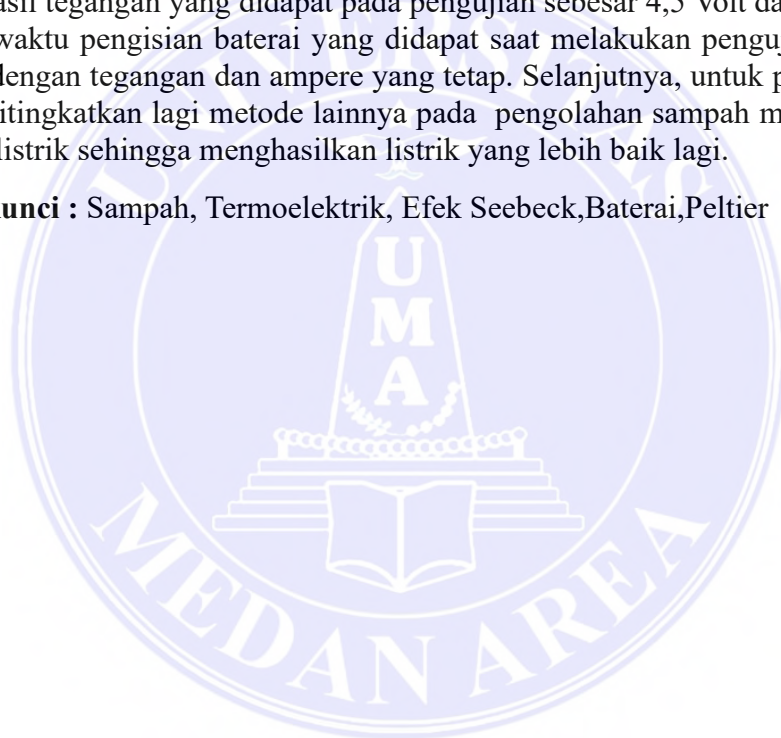 asil tegangan yang didapat pada pengujian sebesar 4,5 Volt da
waktu pengisian baterai yang didapat saat melakukan penguj
dengan tegangan dan ampere yang tetap. Selanjutnya, untuk p
itingkatkan lagi metode lainnya pada pengolahan sampah m
listrik sehingga menghasilkan listrik yang lebih baik lagi.
unci : Sampah, Termoelektrik, Efek Seebeck,Baterai,Peltier
UNIVERSITAS
U
M
A
MEDAN AREA